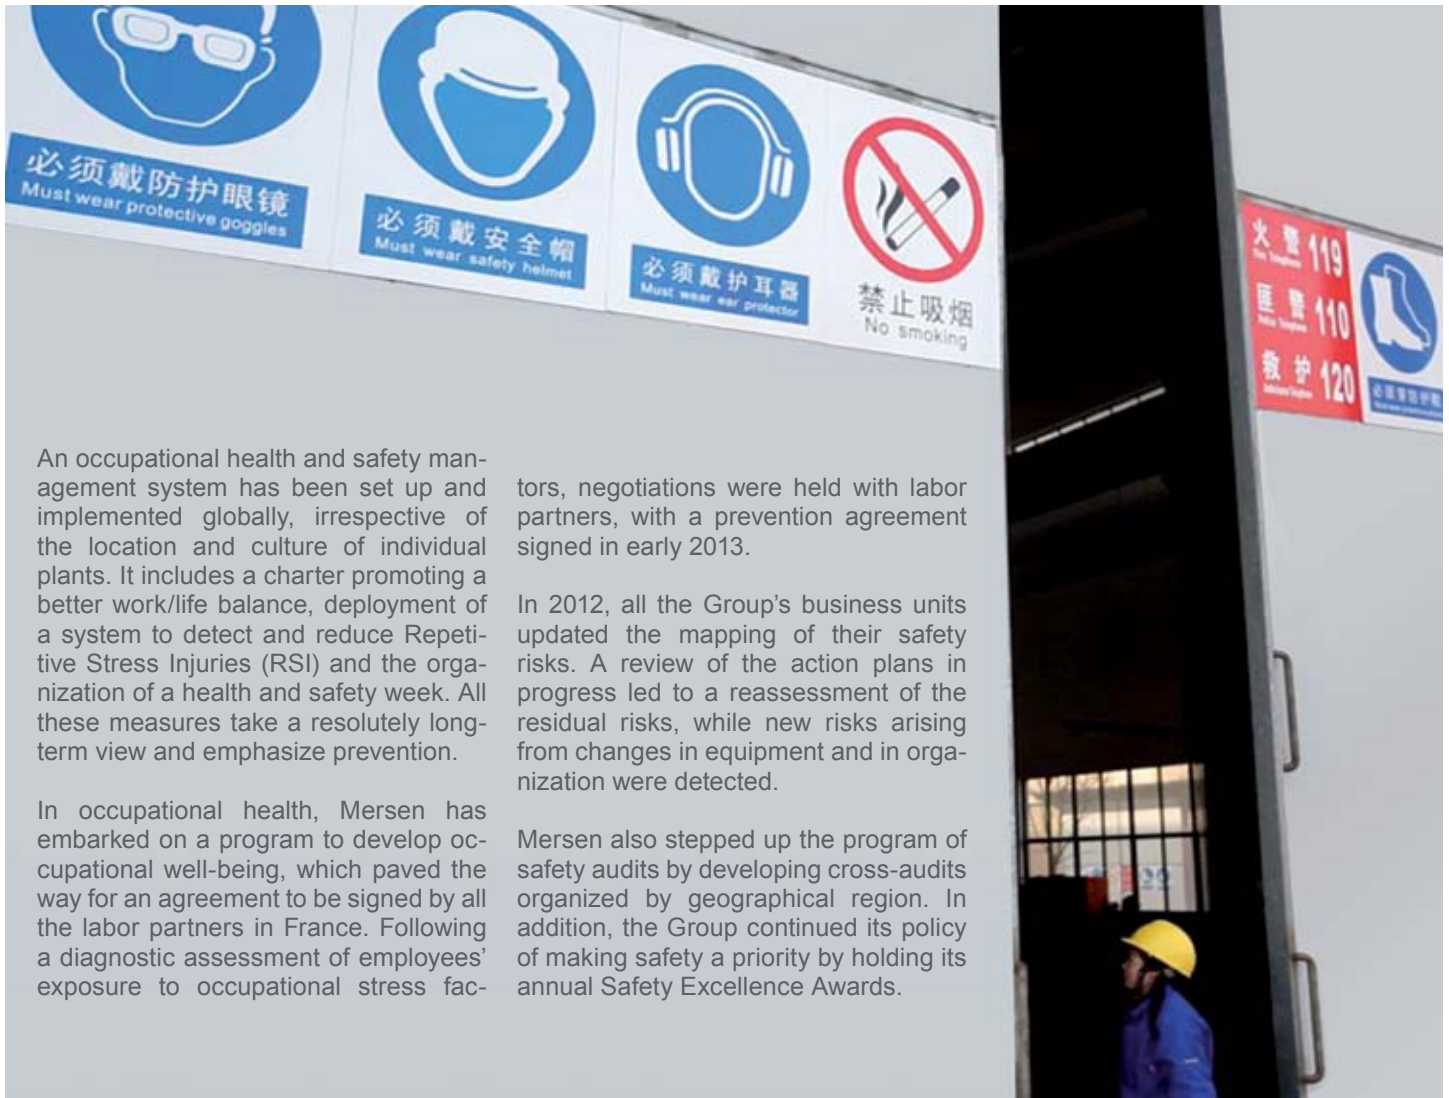 必须戴防护眼镜
Must wear protective goggles
必须戴安全帽
Must wear safety helmet
必须戴护耳器
Must wear ear protector
禁止吸烟
No smoking
火警 119
匪警 110
救护 120
An occupational health and safety man-
agement system has been set up and
implemented globally, irrespective of
the location and culture of individual
plants. It includes a charter promoting a
better work/life balance, deployment of
a system to detect and reduce Repeti-
tive Stress Injuries (RSI) and the orga-
nization of a health and safety week. All
these measures take a resolutely long-
term view and emphasize prevention.
In occupational health, Mersen has
embarked on a program to develop oc-
cupational well-being, which paved the
way for an agreement to be signed by all
the labor partners in France. Following
a diagnostic assessment of employees’
exposure to occupational stress fac-
tors, negotiations were held with labor
partners, with a prevention agreement
signed in early 2013.
In 2012, all the Group’s business units
updated the mapping of their safety
risks. A review of the action plans in
progress led to a reassessment of the
residual risks, while new risks arising
from changes in equipment and in orga-
nization were detected.
Mersen also stepped up the program of
safety audits by developing cross-audits
organized by geographical region. In
addition, the Group continued its policy
of making safety a priority by holding its
annual Safety Excellence Awards.